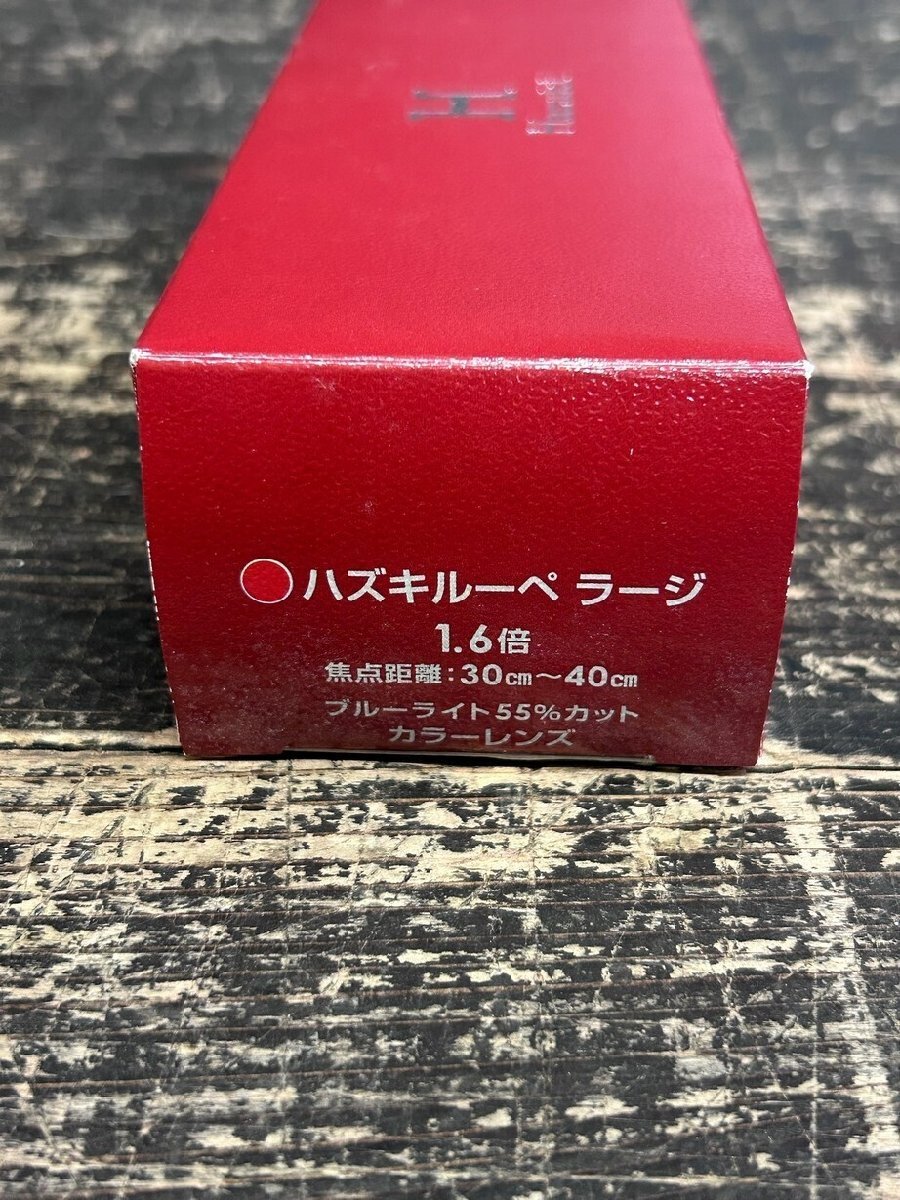 H
ハズキルーペ ラージ
1.6倍
焦点距離:30cm〜40cm
ブルーライト55%カット
カラーレンズ